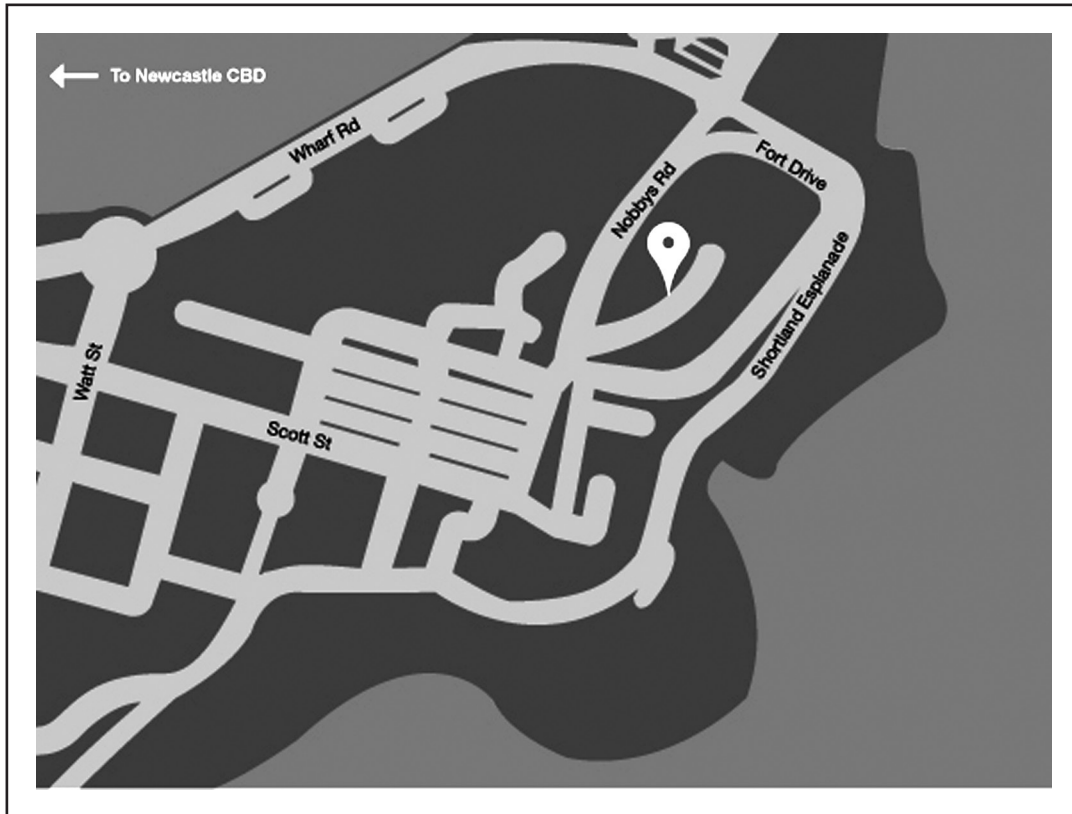 To Newcastle CBD
Wharf Rd
Fort Drive
Nobbys Rd
Shortland Esplanade
Watt St
Scott St